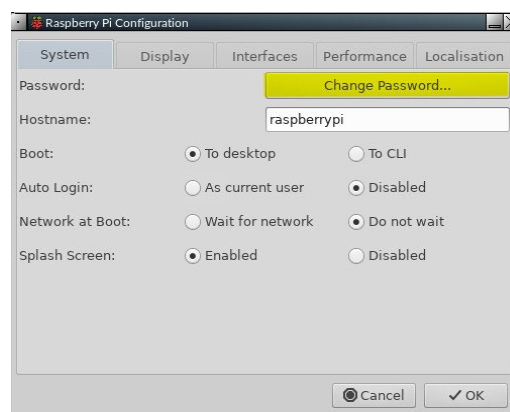 Raspberry Pi Configuration
System Display Interfaces Performance Localisation
Password: Change Password...
Hostname: raspberrypi
Boot: To desktop To CLI
Auto Login: As current user Disabled
Network at Boot: Wait for network Do not wait
Splash Screen: Enabled Disabled
Cancel OK